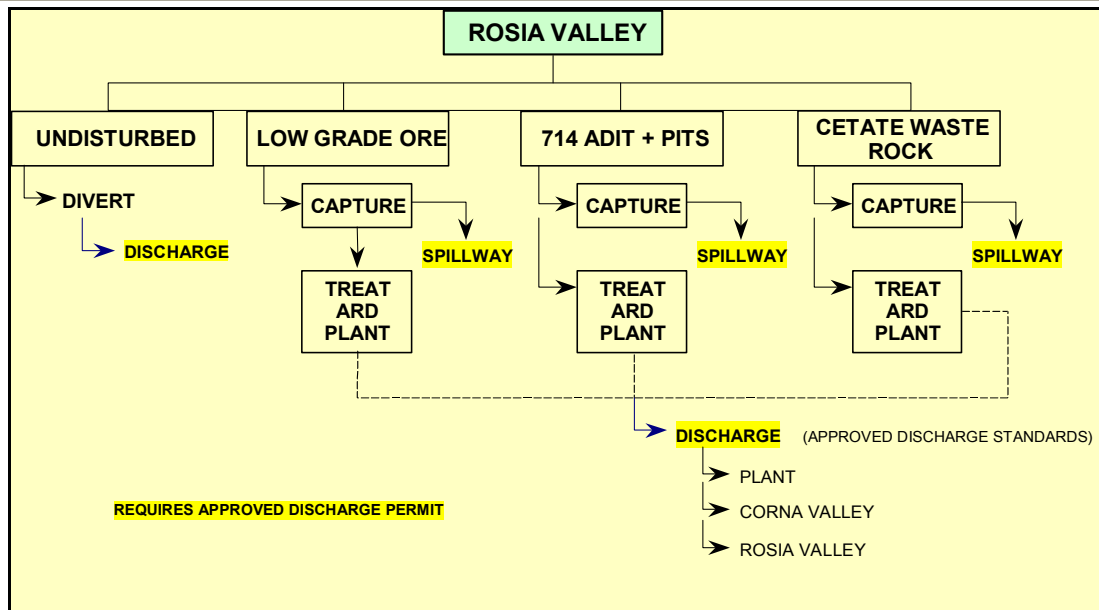 ROSIA VALLEY
UNDISTURBED
LOW GRADE ORE
714 ADIT + PITS
CETATE WASTE
ROCK
DIVERT
CAPTURE
CAPTURE
CAPTURE
DISCHARGE
SPILLWAY
SPILLWAY
SPILLWAY
TREAT
ARD
PLANT
TREAT
ARD
PLANT
TREAT
ARD
PLANT
DISCHARGE (APPROVED DISCHARGE STANDARDS)
PLANT
CORNA VALLEY
ROSIA VALLEY
REQUIRES APPROVED DISCHARGE PERMIT